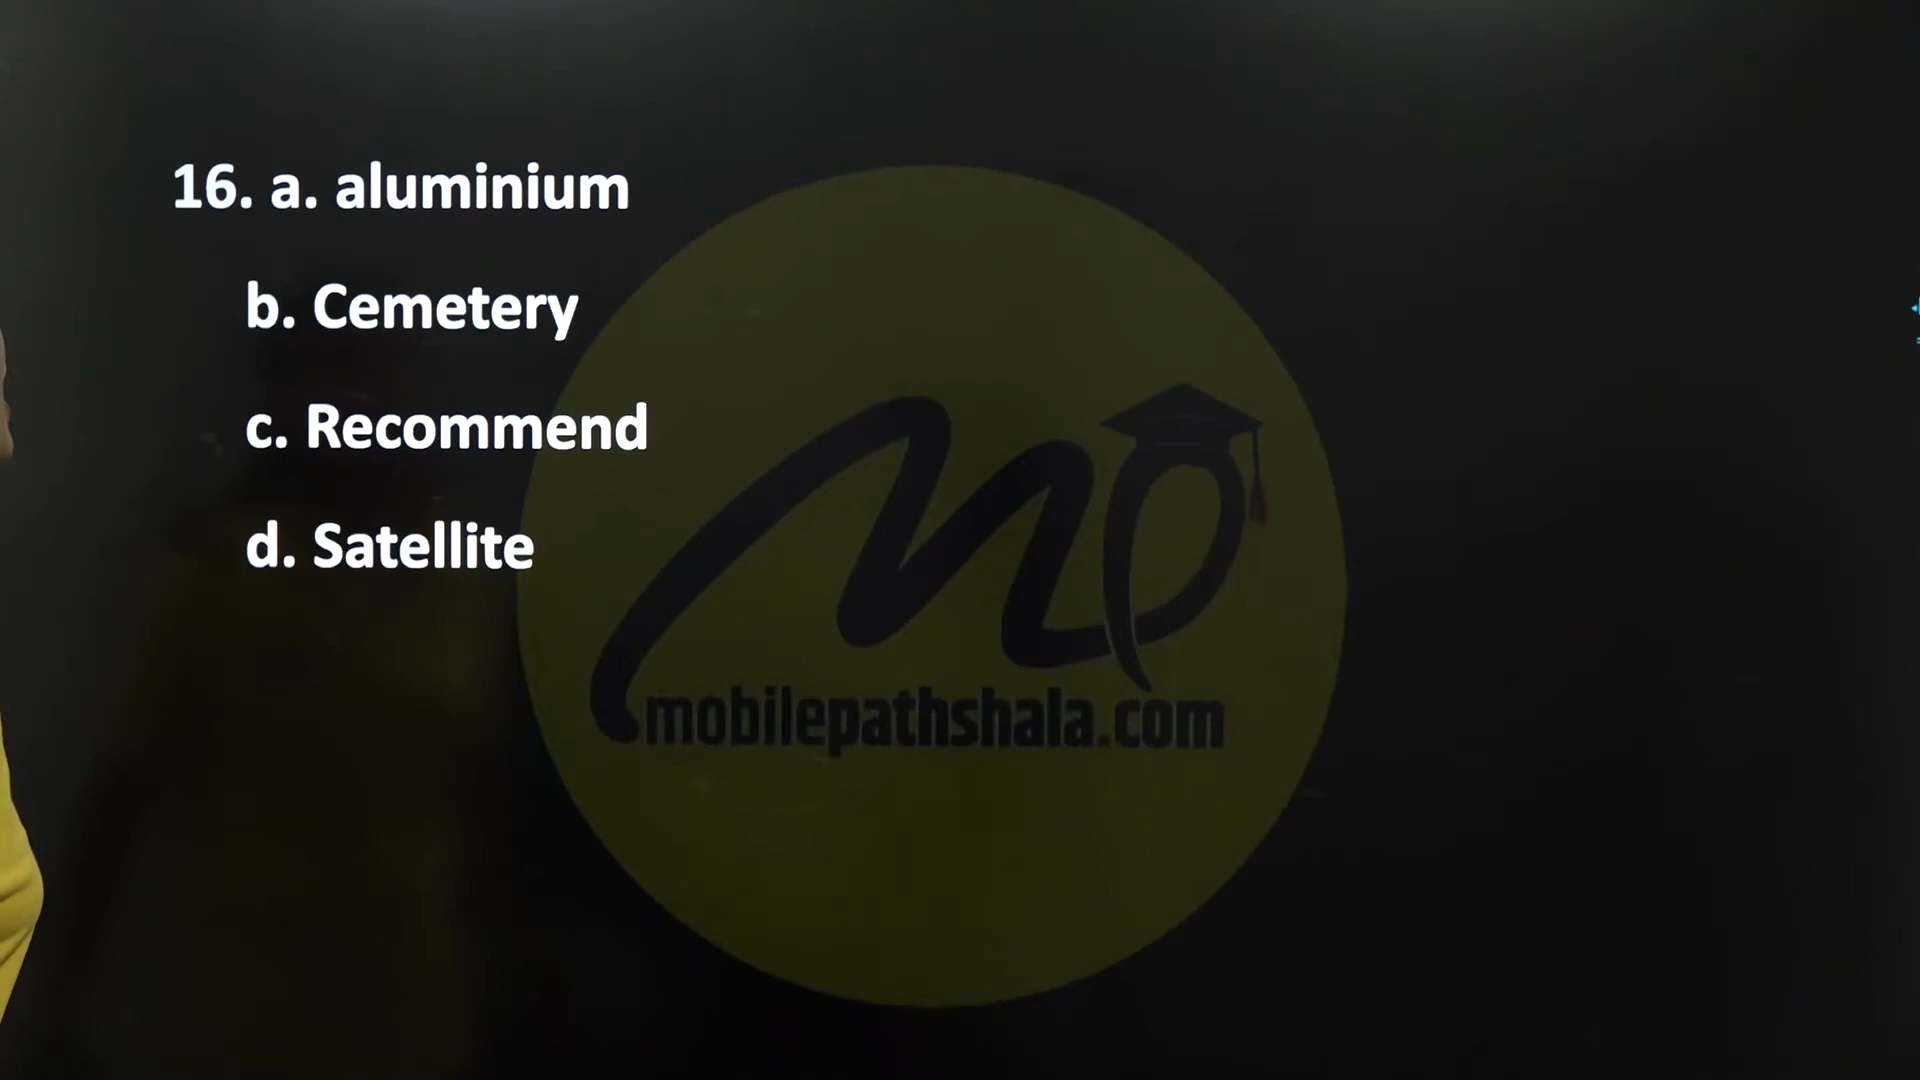 16. a. aluminium
b. Cemetery
c. Recommend
d. Satellite
mobilepathshala.com